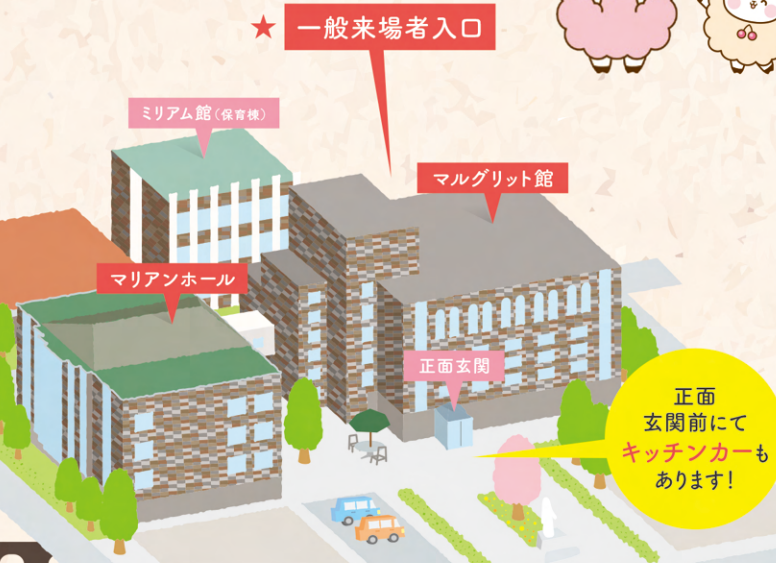 ★ 一般来場者入口
ミリアム館(保育棟)
マルグリット館
マリアンホール
正面玄関
正面
玄関前にて
キッチンカーも
あります!